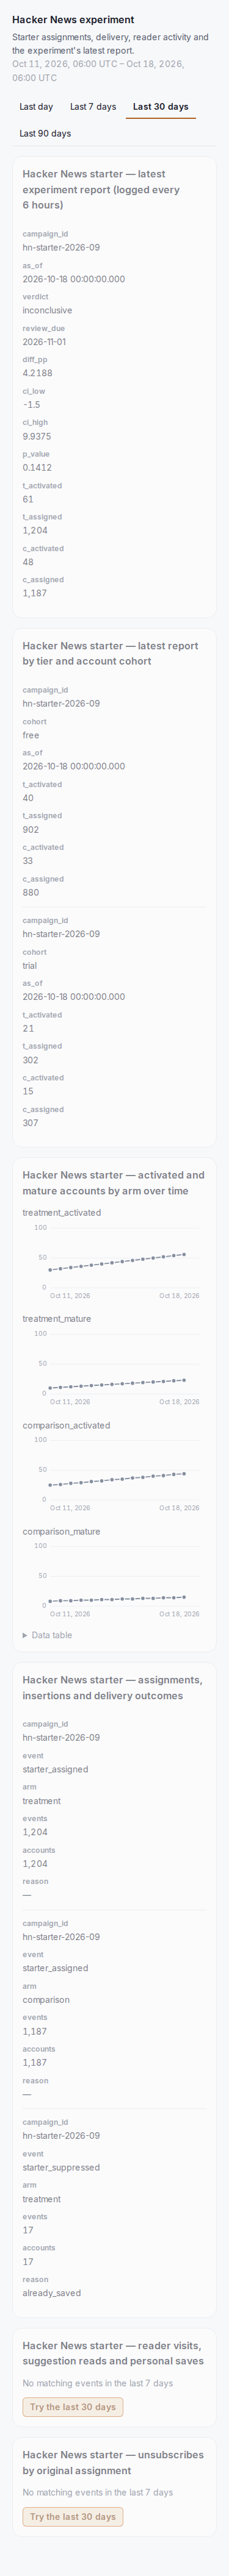 Hacker News experiment
Starter assignments, delivery, reader activity and
the experiment's latest report.
Oct 11, 2026, 06:00 UTC – Oct 18, 2026,
06:00 UTC
Last day
Last 7 days
Last 30 days
Last 90 days
Hacker News starter — latest
experiment report (logged every
6 hours)
campaign_id
hn-starter-2026-09
as_of
2026-10-18 00:00:00.000
verdict
inconclusive
review_due
2026-11-01
diff_pp
4.2188
ci_low
-1.5
ci_high
9.9375
p_value
0.1412
t_activated
61
t_assigned
1,204
c_activated
48
c_assigned
1,187
Hacker News starter — latest report
by tier and account cohort
campaign_id
hn-starter-2026-09
cohort
free
as_of
2026-10-18 00:00:00.000
t_activated
40
t_assigned
902
c_activated
33
c_assigned
880
campaign_id
hn-starter-2026-09
cohort
trial
as_of
2026-10-18 00:00:00.000
t_activated
21
t_assigned
302
c_activated
15
c_assigned
307
Hacker News starter — activated and
mature accounts by arm over time
treatment_activated
100
50
0
Oct 11, 2026
Oct 18, 2026
treatment_mature
100
50
0
Oct 11, 2026
Oct 18, 2026
comparison_activated
100
50
0
Oct 11, 2026
Oct 18, 2026
comparison_mature
100
50
0
Oct 11, 2026
Oct 18, 2026
Data table
Hacker News starter — assignments,
insertions and delivery outcomes
campaign_id
hn-starter-2026-09
event
starter_assigned
arm
treatment
events
1,204
accounts
1,204
reason
—
campaign_id
hn-starter-2026-09
event
starter_assigned
arm
comparison
events
1,187
accounts
1,187
reason
—
campaign_id
hn-starter-2026-09
event
starter_suppressed
arm
treatment
events
17
accounts
17
reason
already_saved
Hacker News starter — reader visits,
suggestion reads and personal saves
No matching events in the last 7 days
Try the last 30 days
Hacker News starter — unsubscribes
by original assignment
No matching events in the last 7 days
Try the last 30 days